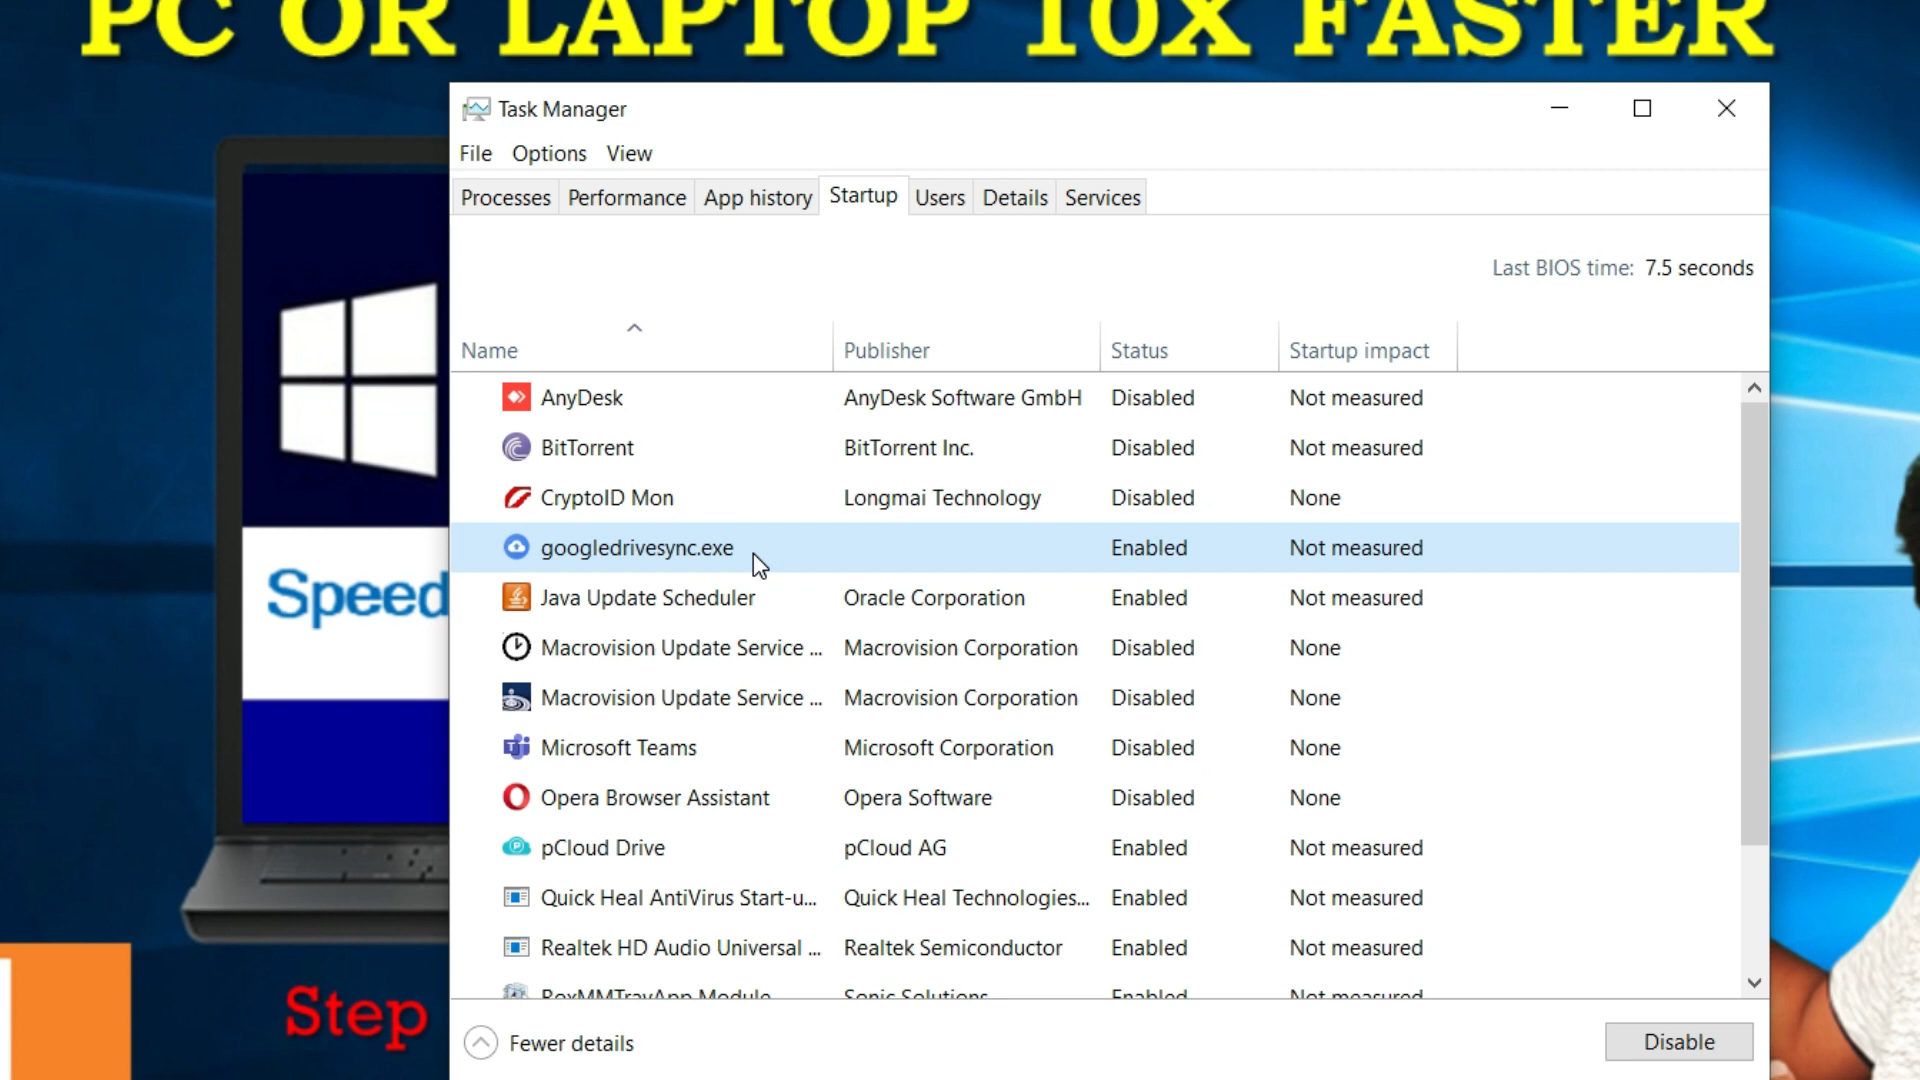 PC OR LAPTOP 10X FASTER
Task Manager
File Options View
Processes Performance App history Startup Users Details Services
Last BIOS time: 7.5 seconds
Name Publisher Status Startup impact
AnyDesk AnyDesk Software GmbH Disabled Not measured
BitTorrent BitTorrent Inc. Disabled Not measured
CryptoID Mon Longmai Technology Disabled None
googledrivesync.exe Enabled Not measured
Java Update Scheduler Oracle Corporation Enabled Not measured
Macrovision Update Service ... Macrovision Corporation Disabled None
Macrovision Update Service ... Macrovision Corporation Disabled None
Microsoft Teams Microsoft Corporation Disabled None
Opera Browser Assistant Opera Software Disabled None
pCloud Drive pCloud AG Enabled Not measured
Quick Heal AntiVirus Start-u... Quick Heal Technologies... Enabled Not measured
Realtek HD Audio Universal ... Realtek Semiconductor Enabled Not measured
RoxMMTrayApp Module Sonic Solutions Enabled Not measured
Speed
Step
Fewer details
Disable